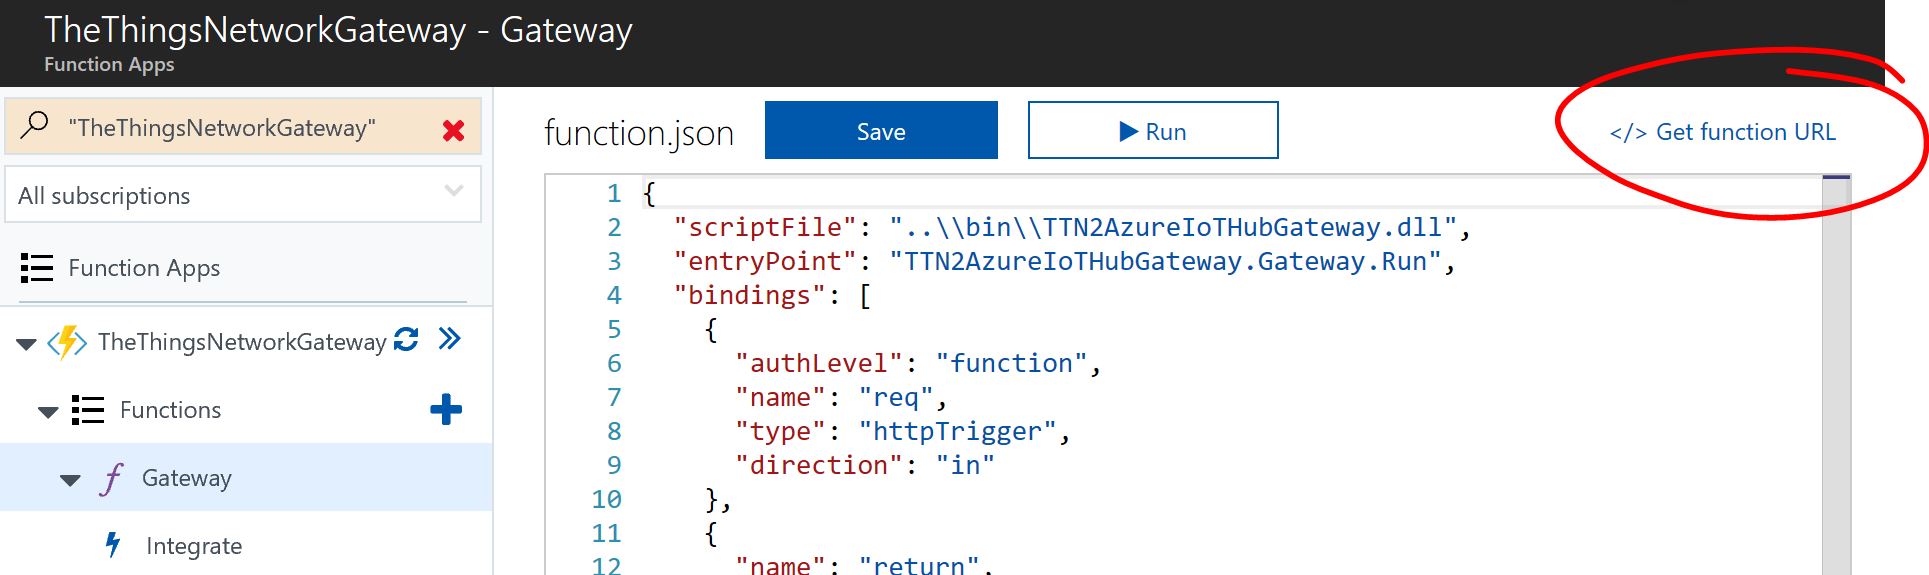 TheThingsNetworkGateway - Gateway
Function Apps
"TheThingsNetworkGateway"
All subscriptions
Function Apps
TheThingsNetworkGateway
Functions
Gateway
Integrate
function.json
Save
Run
</> Get function URL
1 {
2 "scriptFile": "..\\bin\\TTN2AzureIoTHubGateway.dll",
3 "entryPoint": "TTN2AzureIoTHubGateway.Gateway.Run",
4 "bindings": [
5 {
6 "authLevel": "function",
7 "name": "req",
8 "type": "httpTrigger",
9 "direction": "in"
10 },
11 {
12 "name": "return",